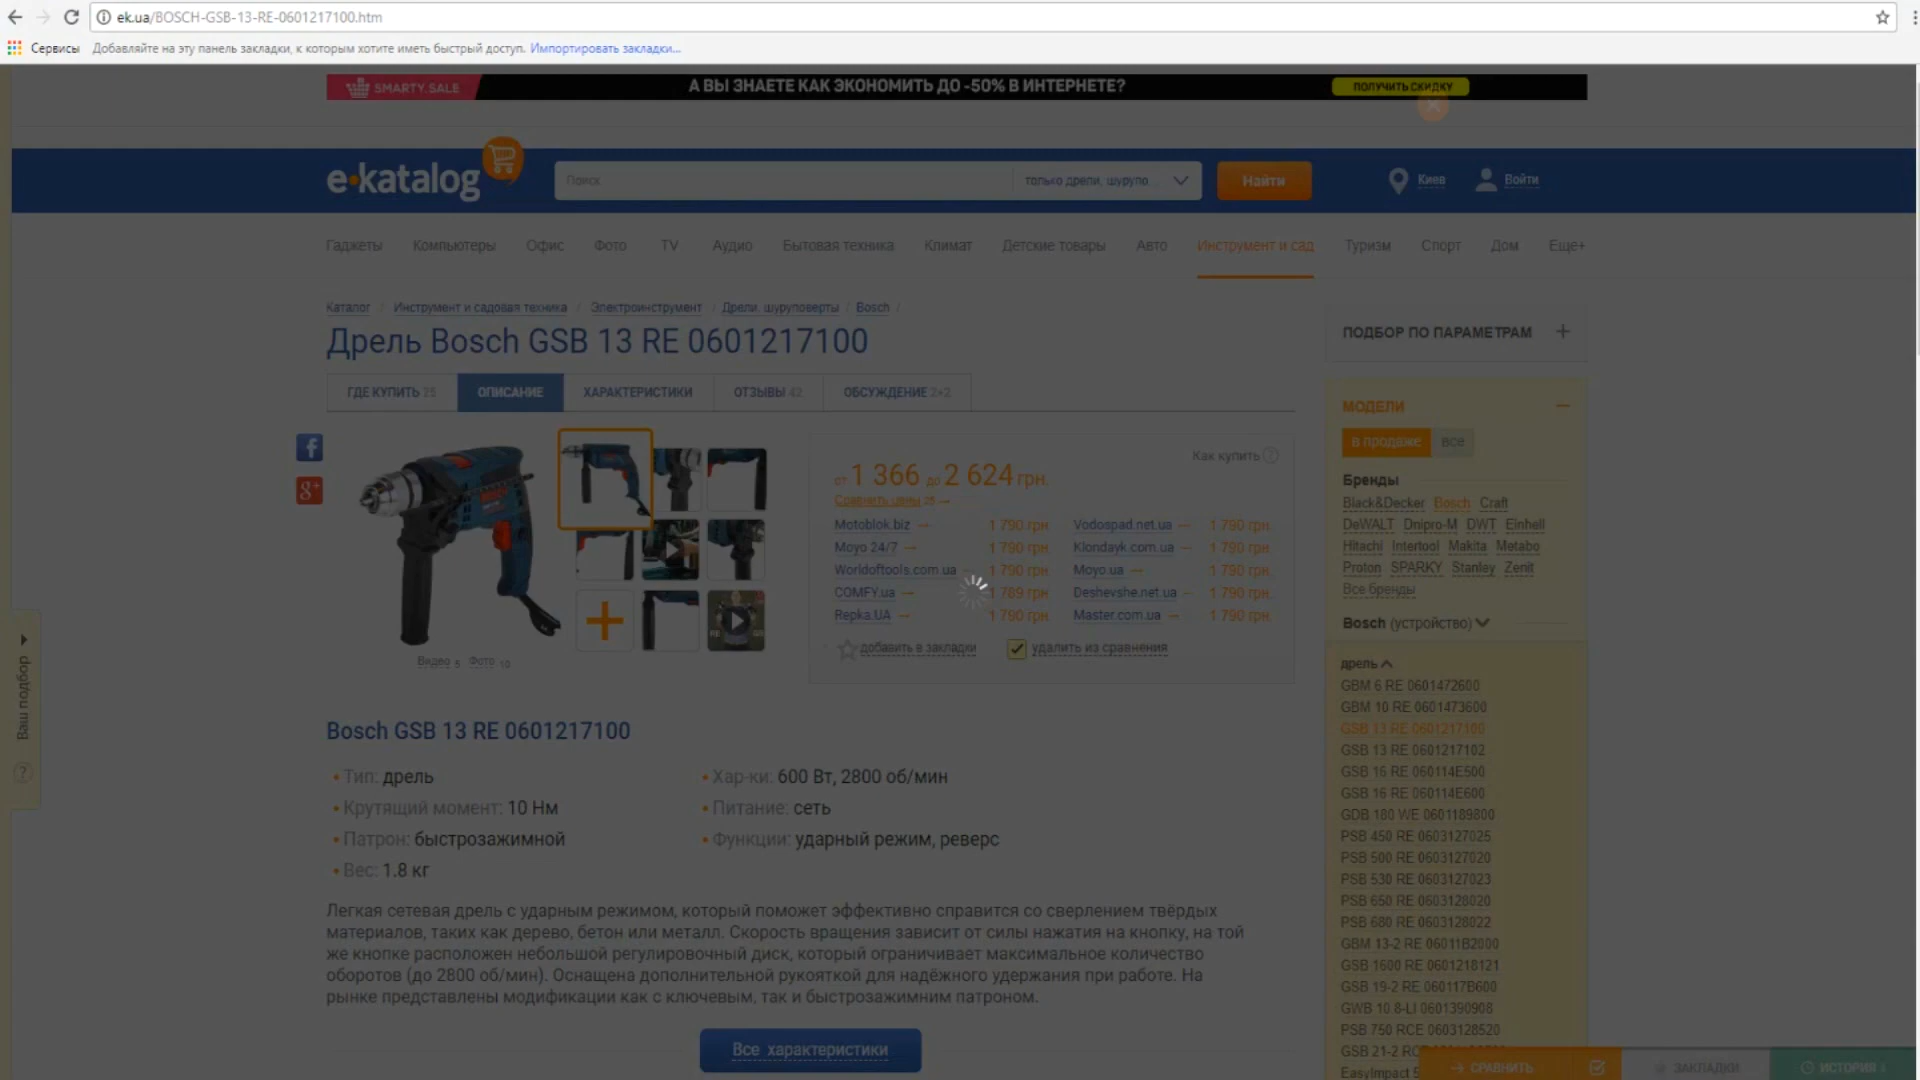 ek.ua/BOSCH-GSB-13-RE-0601217100.htm
Сервисы Добавляйте на эту панель закладки, к которым хотите иметь быстрый доступ. Импортировать закладки...
SMARTY.SALE А ВЫ ЗНАЕТЕ КАК ЭКОНОМИТЬ ДО -50% В ИНТЕРНЕТЕ? ПОЛУЧИТЬ СКИДКУ
e·katalog Поиск только дрели, шурупо... Найти Киев Войти
Гаджеты Компьютеры Офис Фото TV Аудио Бытовая техника Климат Детские товары Авто Инструмент и сад Туризм Спорт Дом Еще+
Каталог / Инструмент и садовая техника / Электроинструмент / Дрели, шуруповерты / Bosch /
Дрель Bosch GSB 13 RE 0601217100
ГДЕ КУПИТЬ 25 ОПИСАНИЕ ХАРАКТЕРИСТИКИ ОТЗЫВЫ 42 ОБСУЖДЕНИЕ 2+2
Как купить ?
от 1 366 до 2 624 грн.
Сравнить цены 25 →
Motoblok.biz → 1 790 грн. Vodospad.net.ua → 1 790 грн.
Moyo 24/7 → 1 790 грн. Klondayk.com.ua → 1 790 грн.
Worldoftools.com.ua → 1 790 грн. Moyo.ua → 1 790 грн.
COMFY.ua → 1 789 грн. Deshevshe.net.ua → 1 790 грн.
Repka.UA → 1 790 грн. Master.com.ua → 1 790 грн.
добавить в закладки удалить из сравнения
Видео 5 Фото 10
Bosch GSB 13 RE 0601217100
• Тип: дрель
• Крутящий момент: 10 Нм
• Патрон: быстрозажимной
• Вес: 1.8 кг
• Хар-ки: 600 Вт, 2800 об/мин
• Питание: сеть
• Функции: ударный режим, реверс
Легкая сетевая дрель с ударным режимом, который поможет эффективно справится со сверлением твёрдых
материалов, таких как дерево, бетон или металл. Скорость вращения зависит от силы нажатия на кнопку, на той
же кнопке расположен небольшой регулировочный диск, который ограничивает максимальное количество
оборотов (до 2800 об/мин). Оснащена дополнительной рукояткой для надёжного удержания при работе. На
рынке представлены модификации как с ключевым, так и быстрозажимним патроном.
Все характеристики
Ваш подбор
?
ПОДБОР ПО ПАРАМЕТРАМ +
МОДЕЛИ
в продаже все
Бренды
Black&Decker Bosch Craft
DeWALT Dnipro-M DWT Einhell
Hitachi Intertool Makita Metabo
Proton SPARKY Stanley Zenit
Все бренды
Bosch (устройство)
дрель
GBM 6 RE 0601472600
GBM 10 RE 0601473600
GSB 13 RE 0601217100
GSB 13 RE 0601217102
GSB 16 RE 060114E500
GSB 16 RE 060114E600
GDB 180 WE 0601189800
PSB 450 RE 0603127025
PSB 500 RE 0603127020
PSB 530 RE 0603127023
PSB 650 RE 0603128020
PSB 680 RE 0603128022
GBM 13-2 RE 06011B2000
GSB 1600 RE 0601218121
GSB 19-2 RE 060117B600
GWB 10.8-LI 0601390908
PSB 750 RCE 0603128520
GSB 21-2
EasyImpact
→ СРАВНИТЬ ЗАКЛАДКИ ИСТОРИЯ